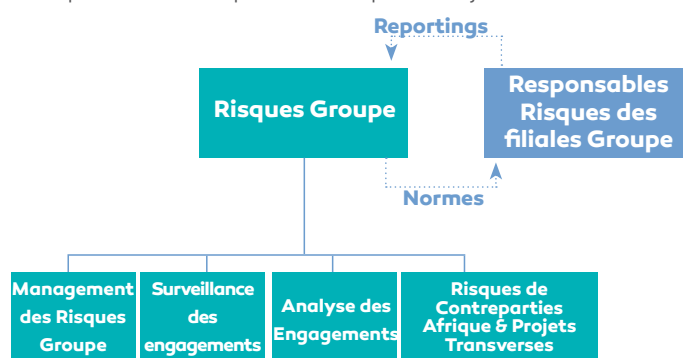 Reportings
Risques Groupe
Responsables
Risques des
filiales Groupe
Normes
Management
des Risques
Groupe
Surveillance
des
engagements
Analyse des
Engagements
Risques de
Contreparties
Afrique & Projets
Transverses